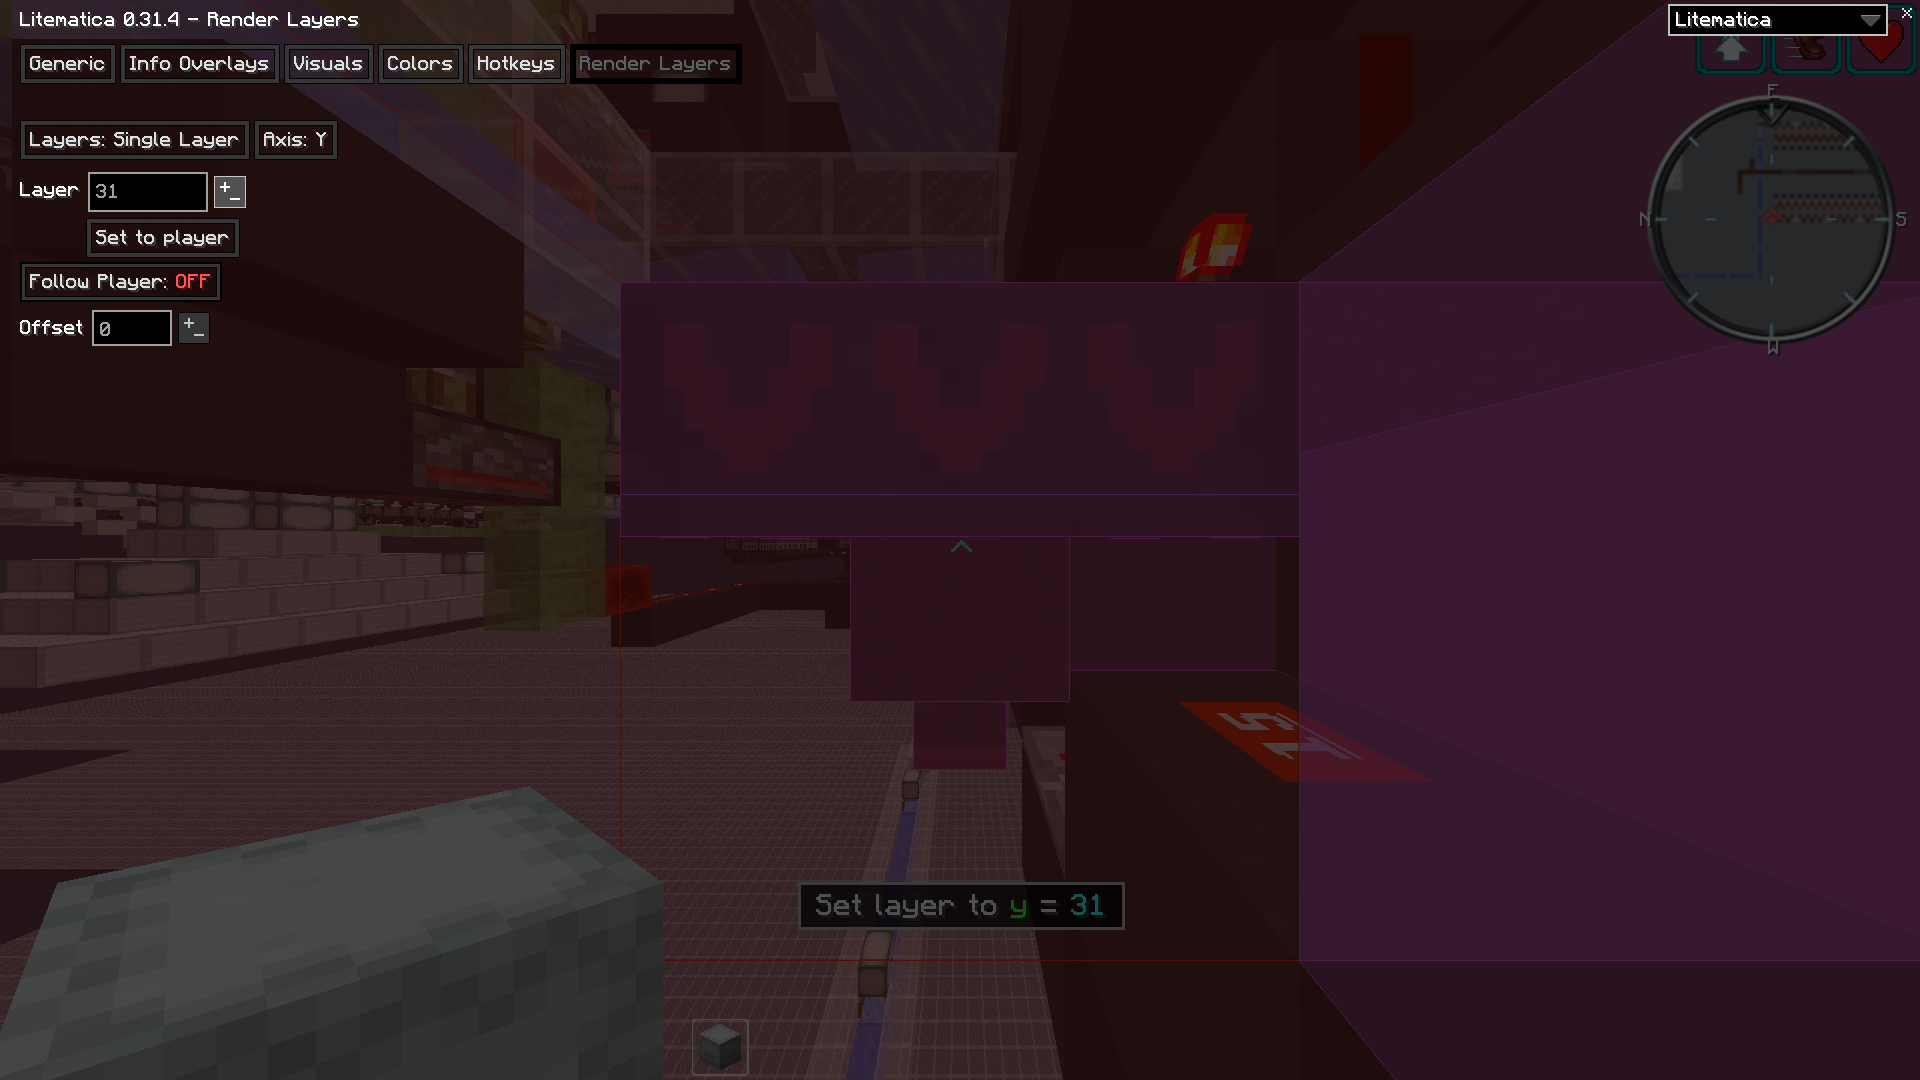 Litematica 0.31.4 – Render Layers
Litematica
Generic
Info Overlays
Visuals
Colors
Hotkeys
Render Layers
Layers: Single Layer
Axis: Y
Layer
31
Set to player
Follow Player: OFF
Offset
0
E
N
S
W
Set layer to y = 31